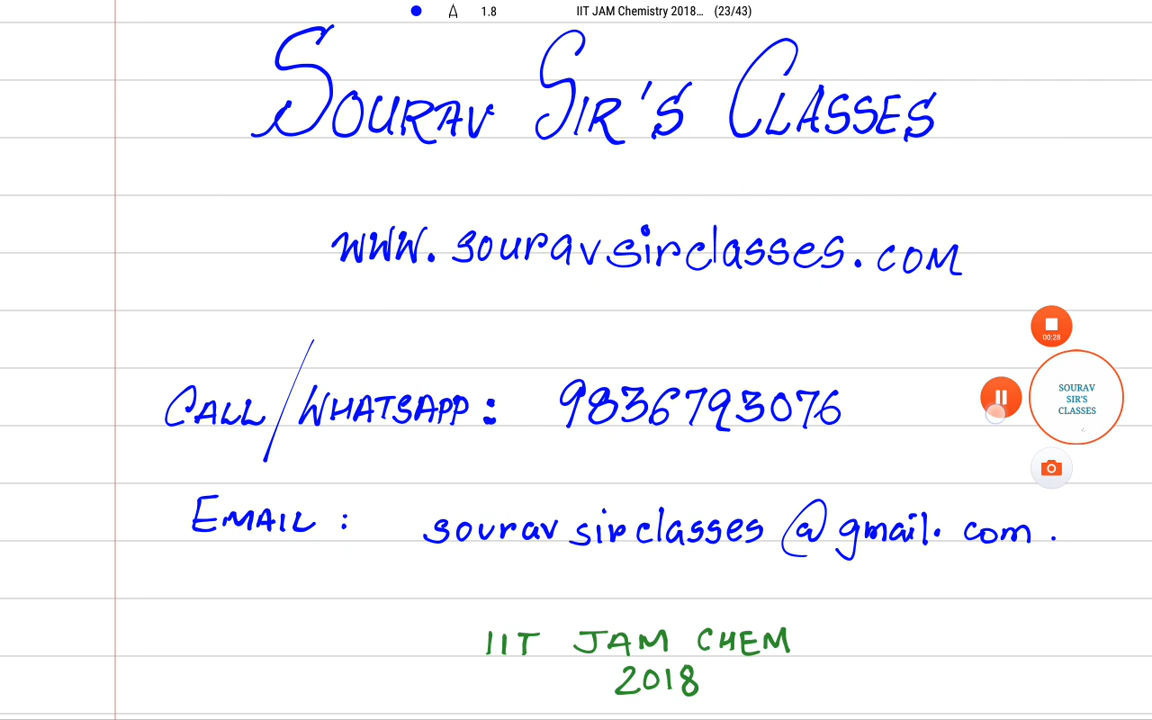 1.8 IIT JAM Chemistry 2018... (23/43)
SOURAV SIR'S CLASSES
www.souravsirclasses.com
00:28
CALL/WHATSAPP: 9836793076
SOURAV
SIR'S
CLASSES
EMAIL: souravsirclasses@gmail.com.
IIT JAM CHEM
2018